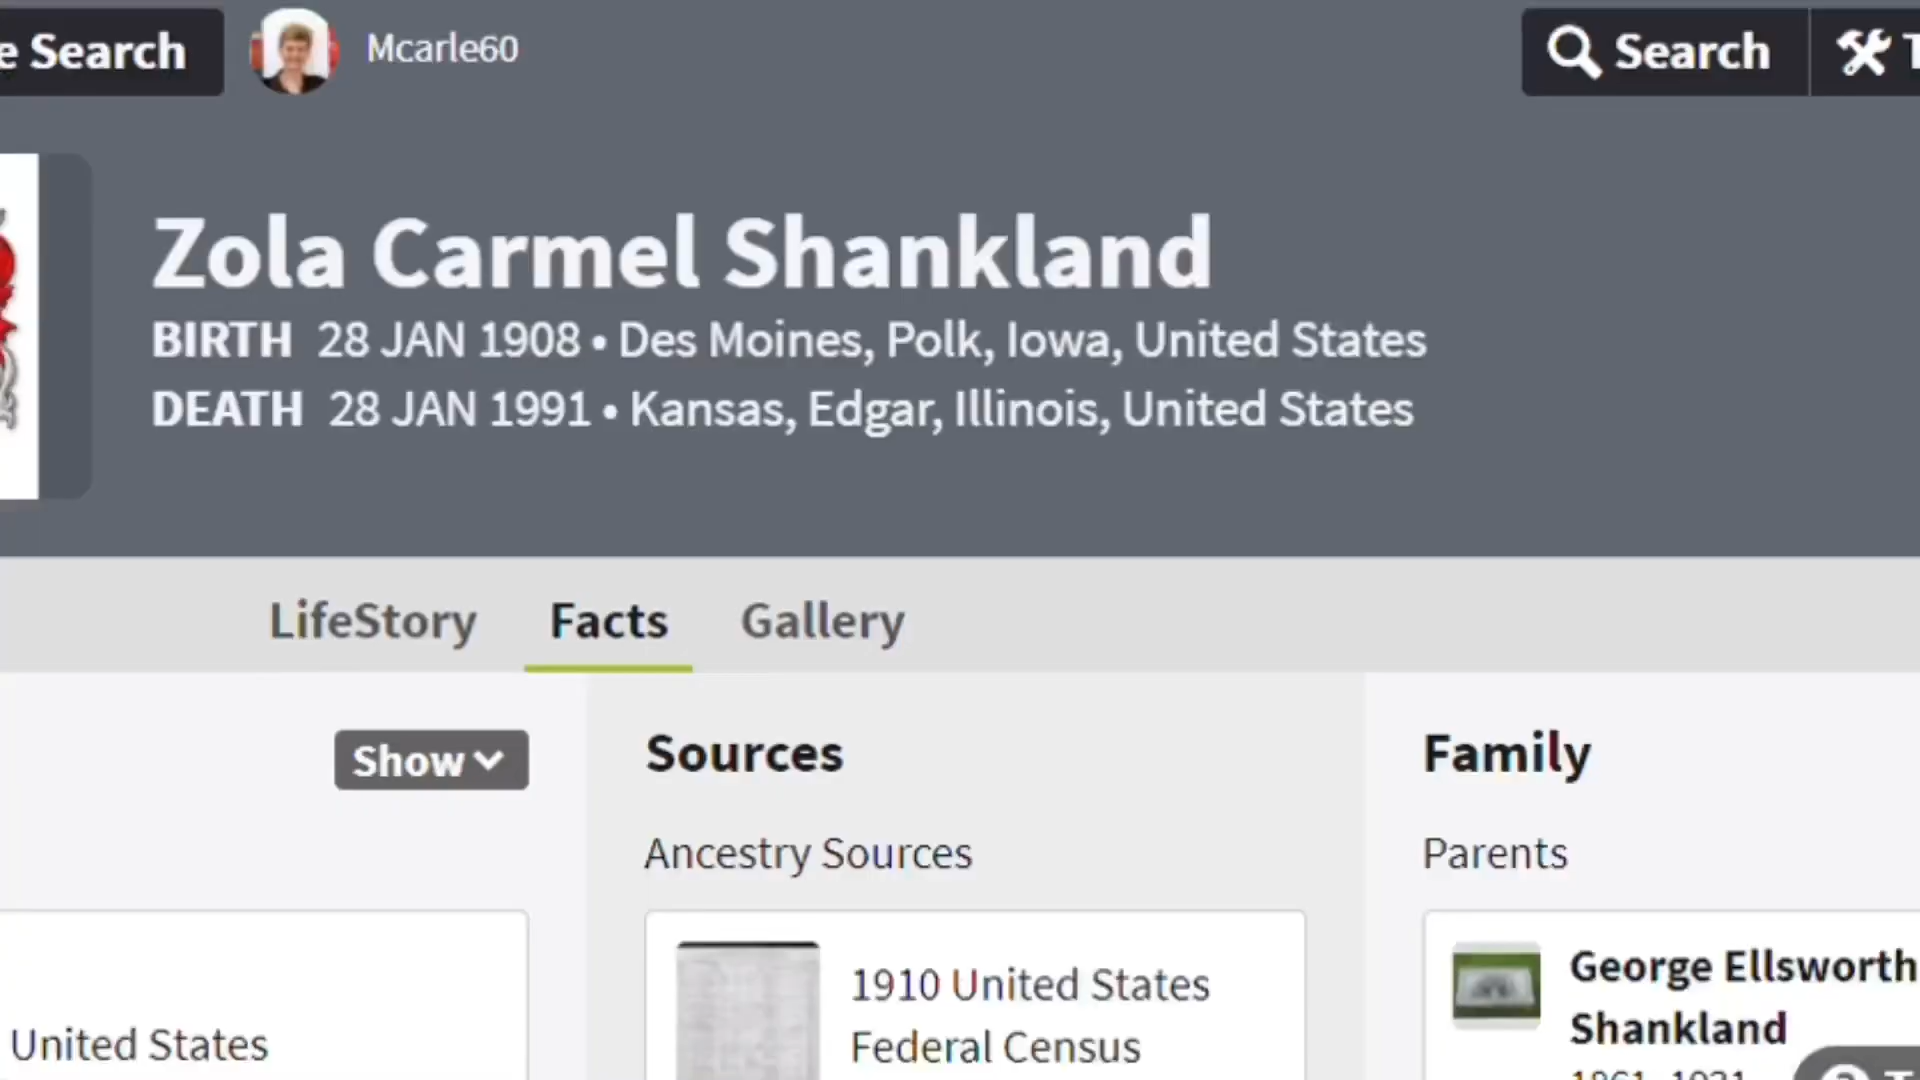 Search
Mcarle60
Search
Zola Carmel Shankland
BIRTH 28 JAN 1908 • Des Moines, Polk, Iowa, United States
DEATH 28 JAN 1991 • Kansas, Edgar, Illinois, United States
LifeStory
Facts
Gallery
Show
Sources
Family
Ancestry Sources
Parents
United States
1910 United States
Federal Census
George Ellsworth
Shankland